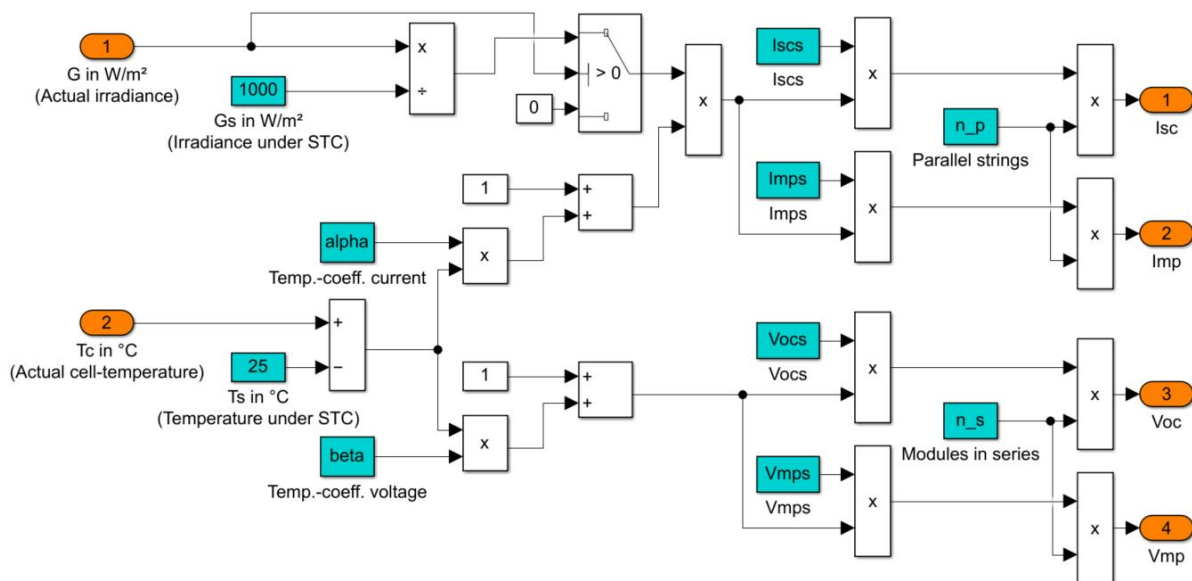 1
G in W/m²
(Actual irradiance)
1000
Gs in W/m²
(Irradiance under STC)
x
÷
> 0
0
x
Iscs
Iscs
x
n_p
Parallel strings
x
1
Isc
Imps
Imps
x
x
2
Imp
1
+
+
alpha
Temp.-coeff. current
x
2
Tc in °C
(Actual cell-temperature)
25
Ts in °C
(Temperature under STC)
+
−
1
+
+
beta
Temp.-coeff. voltage
x
Vocs
Vocs
x
n_s
Modules in series
x
3
Voc
Vmps
Vmps
x
x
4
Vmp